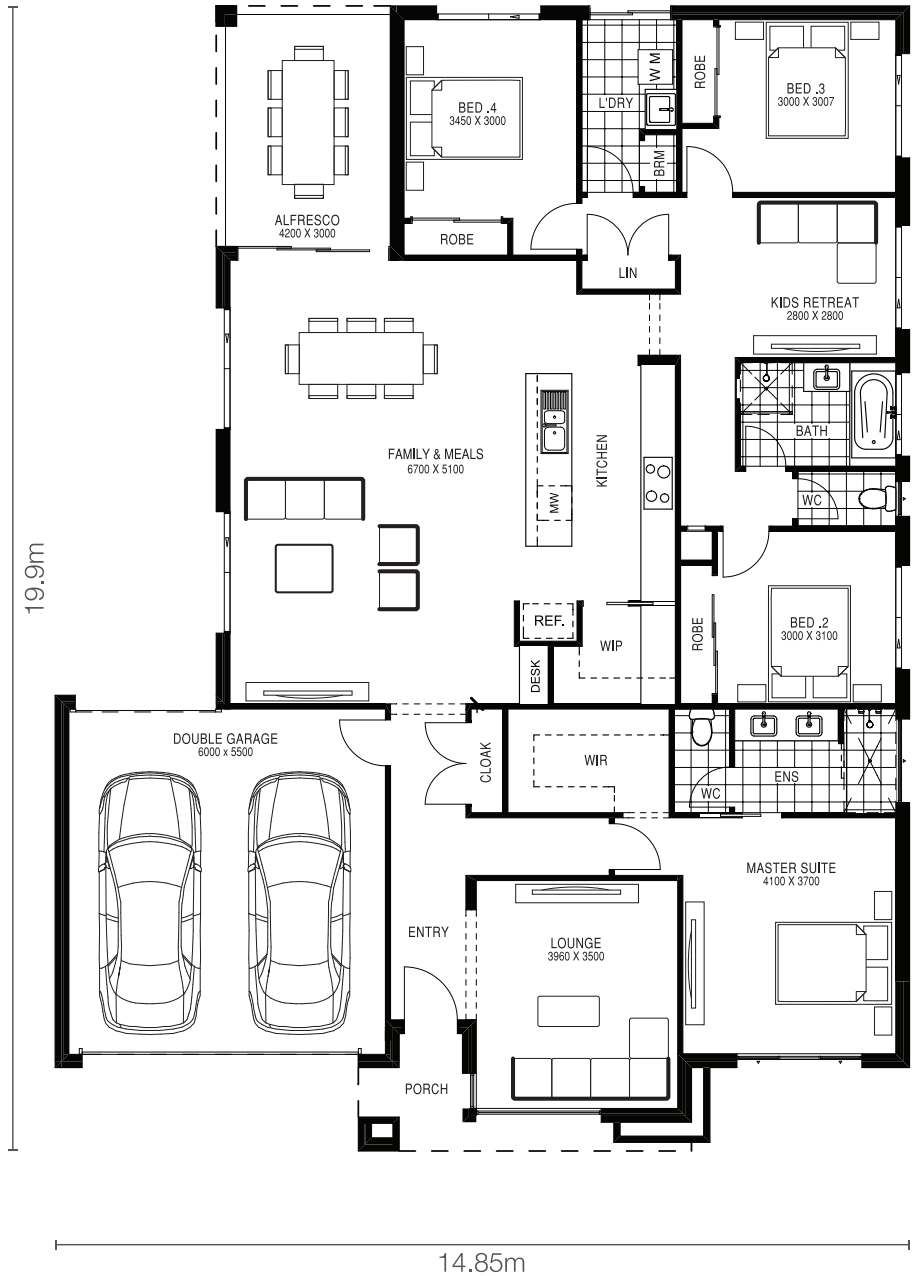 BED .4
3450 X 3000
L'DRY
W M
ROBE
BED .3
3000 X 3007
BRM
ALFRESCO
4200 X 3000
ROBE
LIN
KIDS RETREAT
2800 X 2800
BATH
FAMILY & MEALS
6700 X 5100
KITCHEN
MW
WC
19.9m
REF.
WIP
DESK
ROBE
BED .2
3000 X 3100
DOUBLE GARAGE
6000 x 5500
CLOAK
WIR
WC
ENS
MASTER SUITE
4100 X 3700
ENTRY
LOUNGE
3960 X 3500
PORCH
14.85m